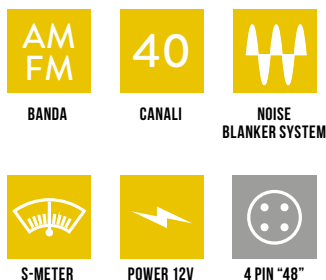 AM
FM
40
BANDA
CANALI
NOISE
BLANKER SYSTEM
S-METER
POWER 12V
4 PIN “48”